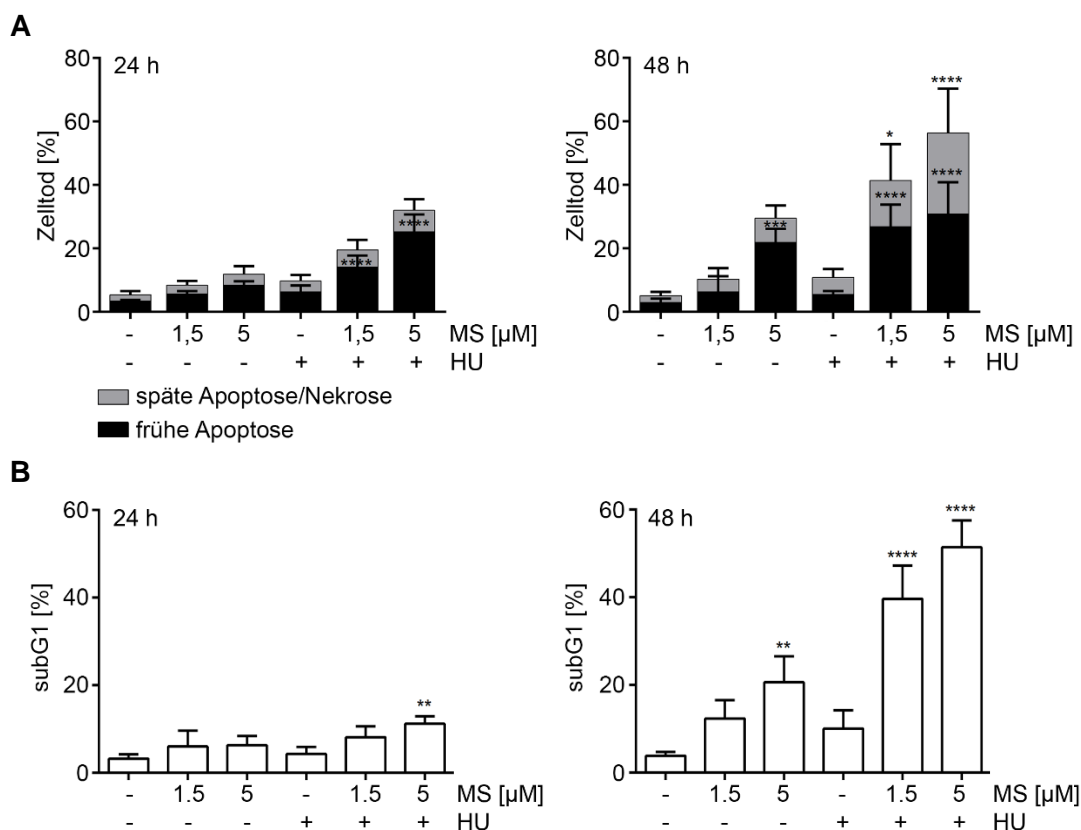 A
24 h
Zelltod [%]
80
60
40
20
0
**** ****
- 1,5 5 - 1,5 5 MS [µM]
- - - + + + HU
48 h
Zelltod [%]
80
60
40
20
0
****
*
****
****
***
- 1,5 5 - 1,5 5 MS [µM]
- - - + + + HU
späte Apoptose/Nekrose
frühe Apoptose
B
24 h
subG1 [%]
60
40
20
0
**
- 1.5 5 - 1.5 5 MS [µM]
- - - + + + HU
48 h
subG1 [%]
60
40
20
0
****
****
**
- 1.5 5 - 1.5 5 MS [µM]
- - - + + + HU